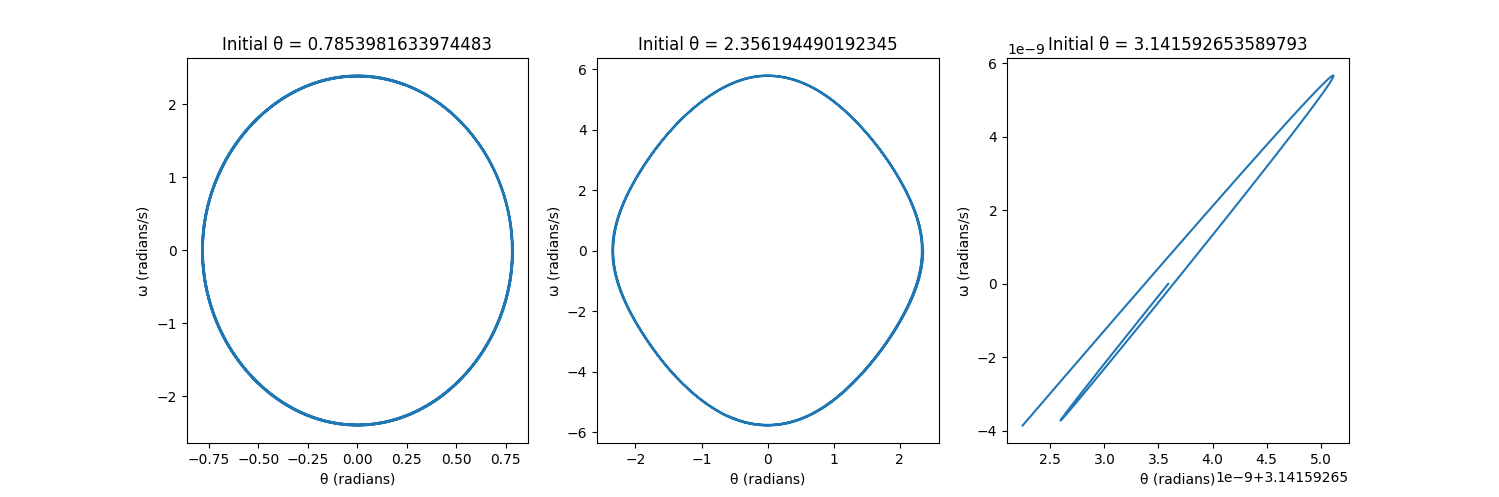 Initial θ = 0.7853981633974483
2
1
0
−1
−2
ω (radians/s)
−0.75 −0.50 −0.25 0.00 0.25 0.50 0.75
θ (radians)
Initial θ = 2.356194490192345
6
4
2
0
−2
−4
−6
ω (radians/s)
−2 −1 0 1 2
θ (radians)
1e−9 Initial θ = 3.141592653589793
6
4
2
0
−2
−4
ω (radians/s)
2.5 3.0 3.5 4.0 4.5 5.0
θ (radians) 1e−9+3.14159265